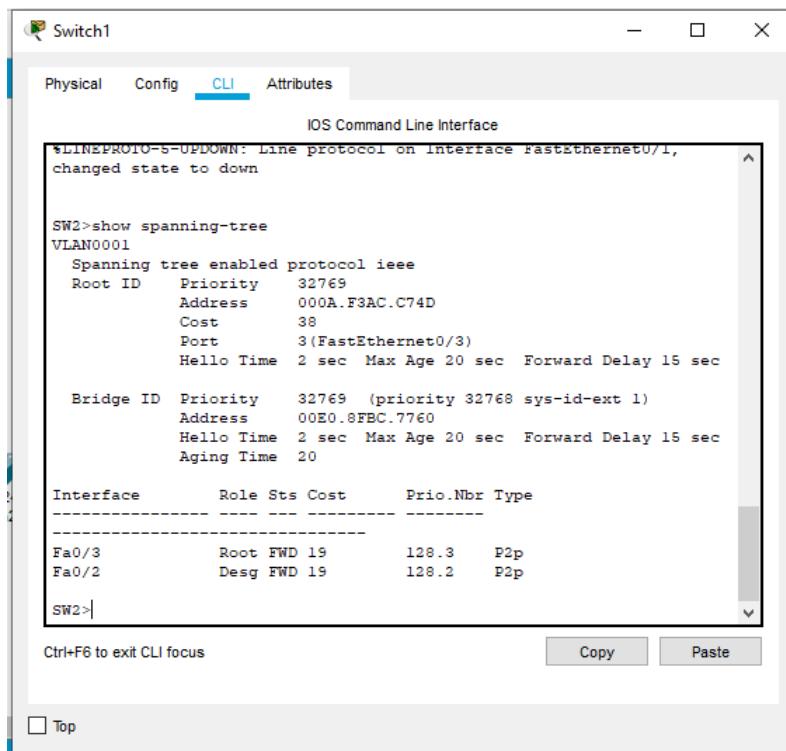 Switch1
Physical Config CLI Attributes
IOS Command Line Interface
%LINEPROTO-5-UPDOWN: Line protocol on Interface FastEthernet0/1,
changed state to down
SW2>show spanning-tree
VLAN0001
Spanning tree enabled protocol ieee
Root ID Priority 32769
Address 000A.F3AC.C74D
Cost 38
Port 3(FastEthernet0/3)
Hello Time 2 sec Max Age 20 sec Forward Delay 15 sec
Bridge ID Priority 32769 (priority 32768 sys-id-ext 1)
Address 00E0.8FBC.7760
Hello Time 2 sec Max Age 20 sec Forward Delay 15 sec
Aging Time 20
Interface Role Sts Cost Prio.Nbr Type
---------------- ---- --- --------- --------
--------------------------------
Fa0/3 Root FWD 19 128.3 P2p
Fa0/2 Desg FWD 19 128.2 P2p
SW2>
Ctrl+F6 to exit CLI focus
Copy Paste
Top